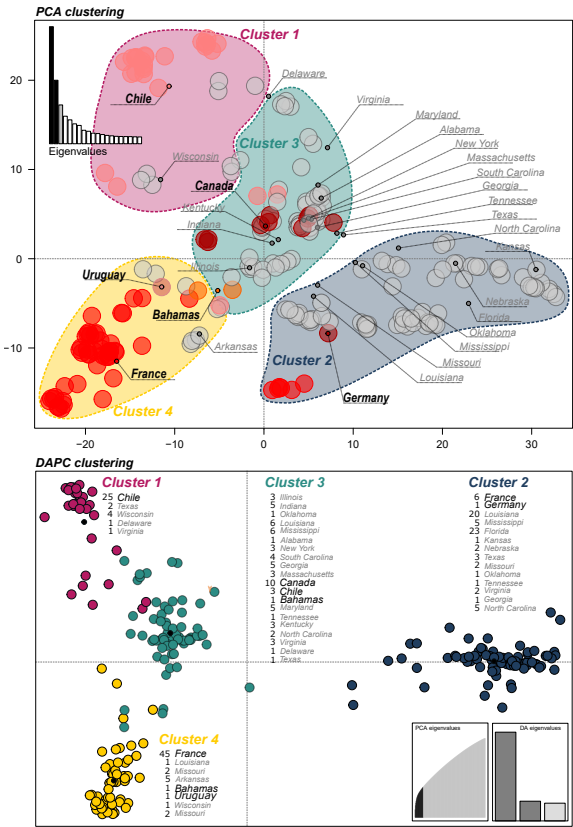 PCA clustering
Cluster 1
Delaware
Virginia
Chile
Eigenvalues
Maryland
Cluster 3
Alabama
New York
Wisconsin
Massachusetts
South Carolina
Canada
Georgia
Kentucky
Tennessee
Indiana
Texas
North Carolina
Kansas
Illinois
Uruguay
Nebraska
Bahamas
Florida
Oklahoma
Arkansas
Mississippi
Cluster 2
Missouri
France
Louisiana
Germany
Cluster 4
20
10
0
−10
−20
−10
0
10
20
30
DAPC clustering
Cluster 1
25 Chile
2 Texas
4 Wisconsin
1 Delaware
1 Virginia
Cluster 3
3 Illinois
5 Indiana
1 Oklahoma
6 Louisiana
6 Mississippi
1 Alabama
3 New York
4 South Carolina
5 Georgia
3 Massachusetts
10 Canada
3 Chile
1 Bahamas
5 Maryland
1 Tennessee
3 Kentucky
2 North Carolina
3 Virginia
1 Delaware
1 Texas
Cluster 2
6 France
1 Germany
20 Louisiana
5 Mississippi
23 Florida
1 Kansas
2 Nebraska
3 Texas
2 Missouri
1 Oklahoma
1 Tennessee
2 Virginia
1 Georgia
5 North Carolina
Cluster 4
45 France
1 Louisiana
2 Missouri
5 Arkansas
1 Bahamas
1 Uruguay
1 Wisconsin
2 Missouri
PCA eigenvalues
DA eigenvalues